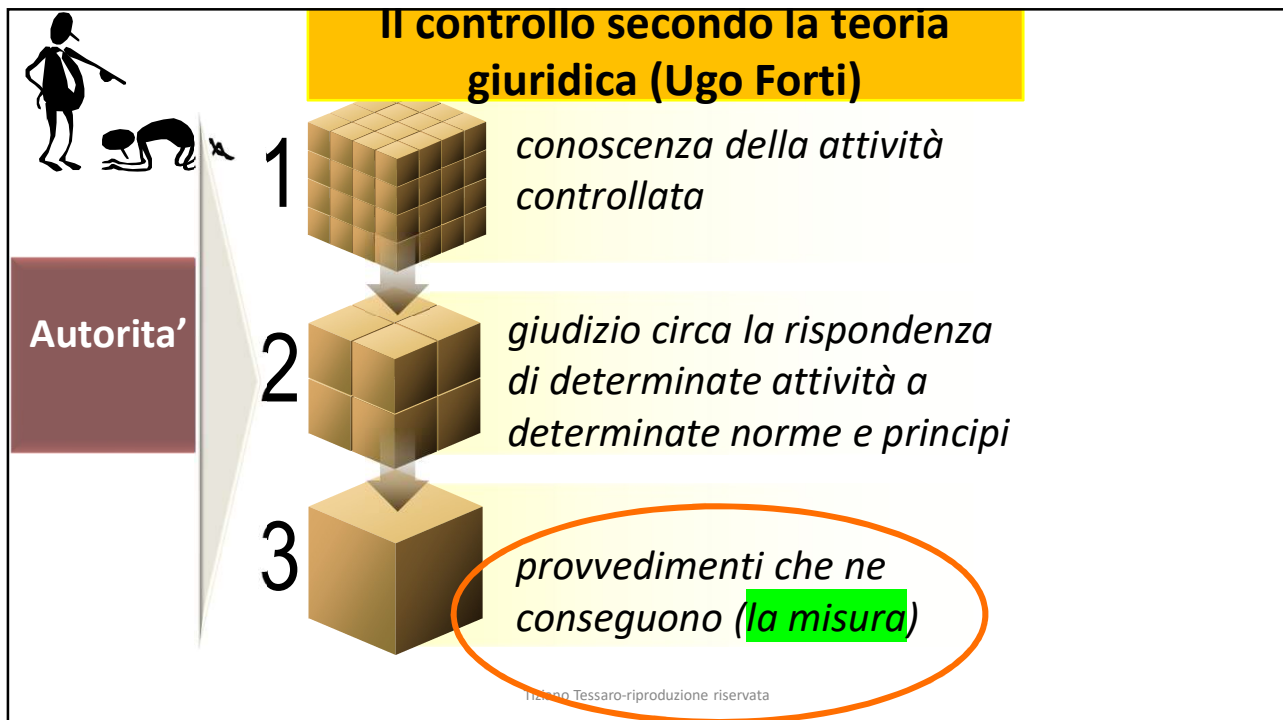 Il controllo secondo la teoria
giuridica (Ugo Forti)
Autorita’
1
conoscenza della attività
controllata
2
giudizio circa la rispondenza
di determinate attività a
determinate norme e principi
3
provvedimenti che ne
conseguono (la misura)
Tiziano Tessaro-riproduzione riservata